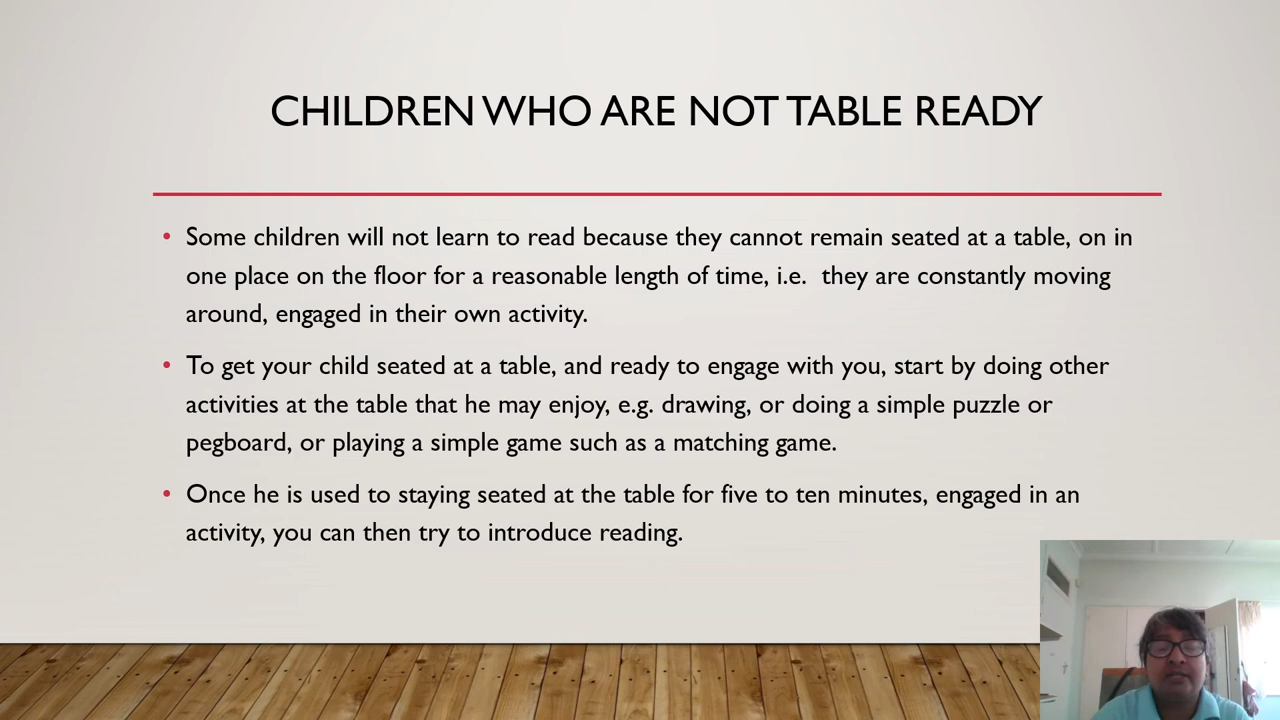 CHILDREN WHO ARE NOT TABLE READY
• Some children will not learn to read because they cannot remain seated at a table, on in
one place on the floor for a reasonable length of time, i.e.  they are constantly moving
around, engaged in their own activity.
• To get your child seated at a table, and ready to engage with you, start by doing other
activities at the table that he may enjoy, e.g. drawing, or doing a simple puzzle or
pegboard, or playing a simple game such as a matching game.
• Once he is used to staying seated at the table for five to ten minutes, engaged in an
activity, you can then try to introduce reading.